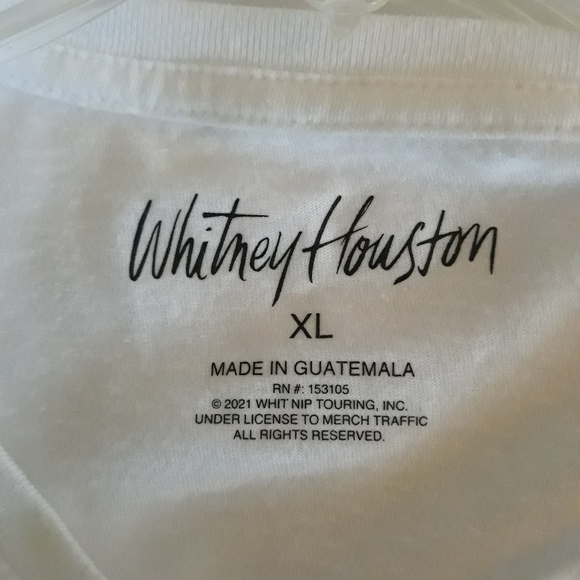 Whitney Houston
XL
MADE IN GUATEMALA
RN #: 153105
© 2021 WHIT NIP TOURING, INC.
UNDER LICENSE TO MERCH TRAFFIC
ALL RIGHTS RESERVED.